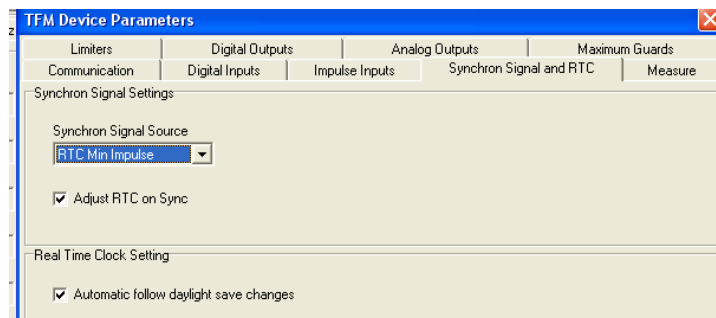 TFM Device Parameters
z
Limiters Digital Outputs Analog Outputs Maximum Guards
Communication Digital Inputs Impulse Inputs Synchron Signal and RTC Measure
Synchron Signal Settings
Synchron Signal Source
RTC Min Impulse
Adjust RTC on Sync
Real Time Clock Setting
Automatic follow daylight save changes